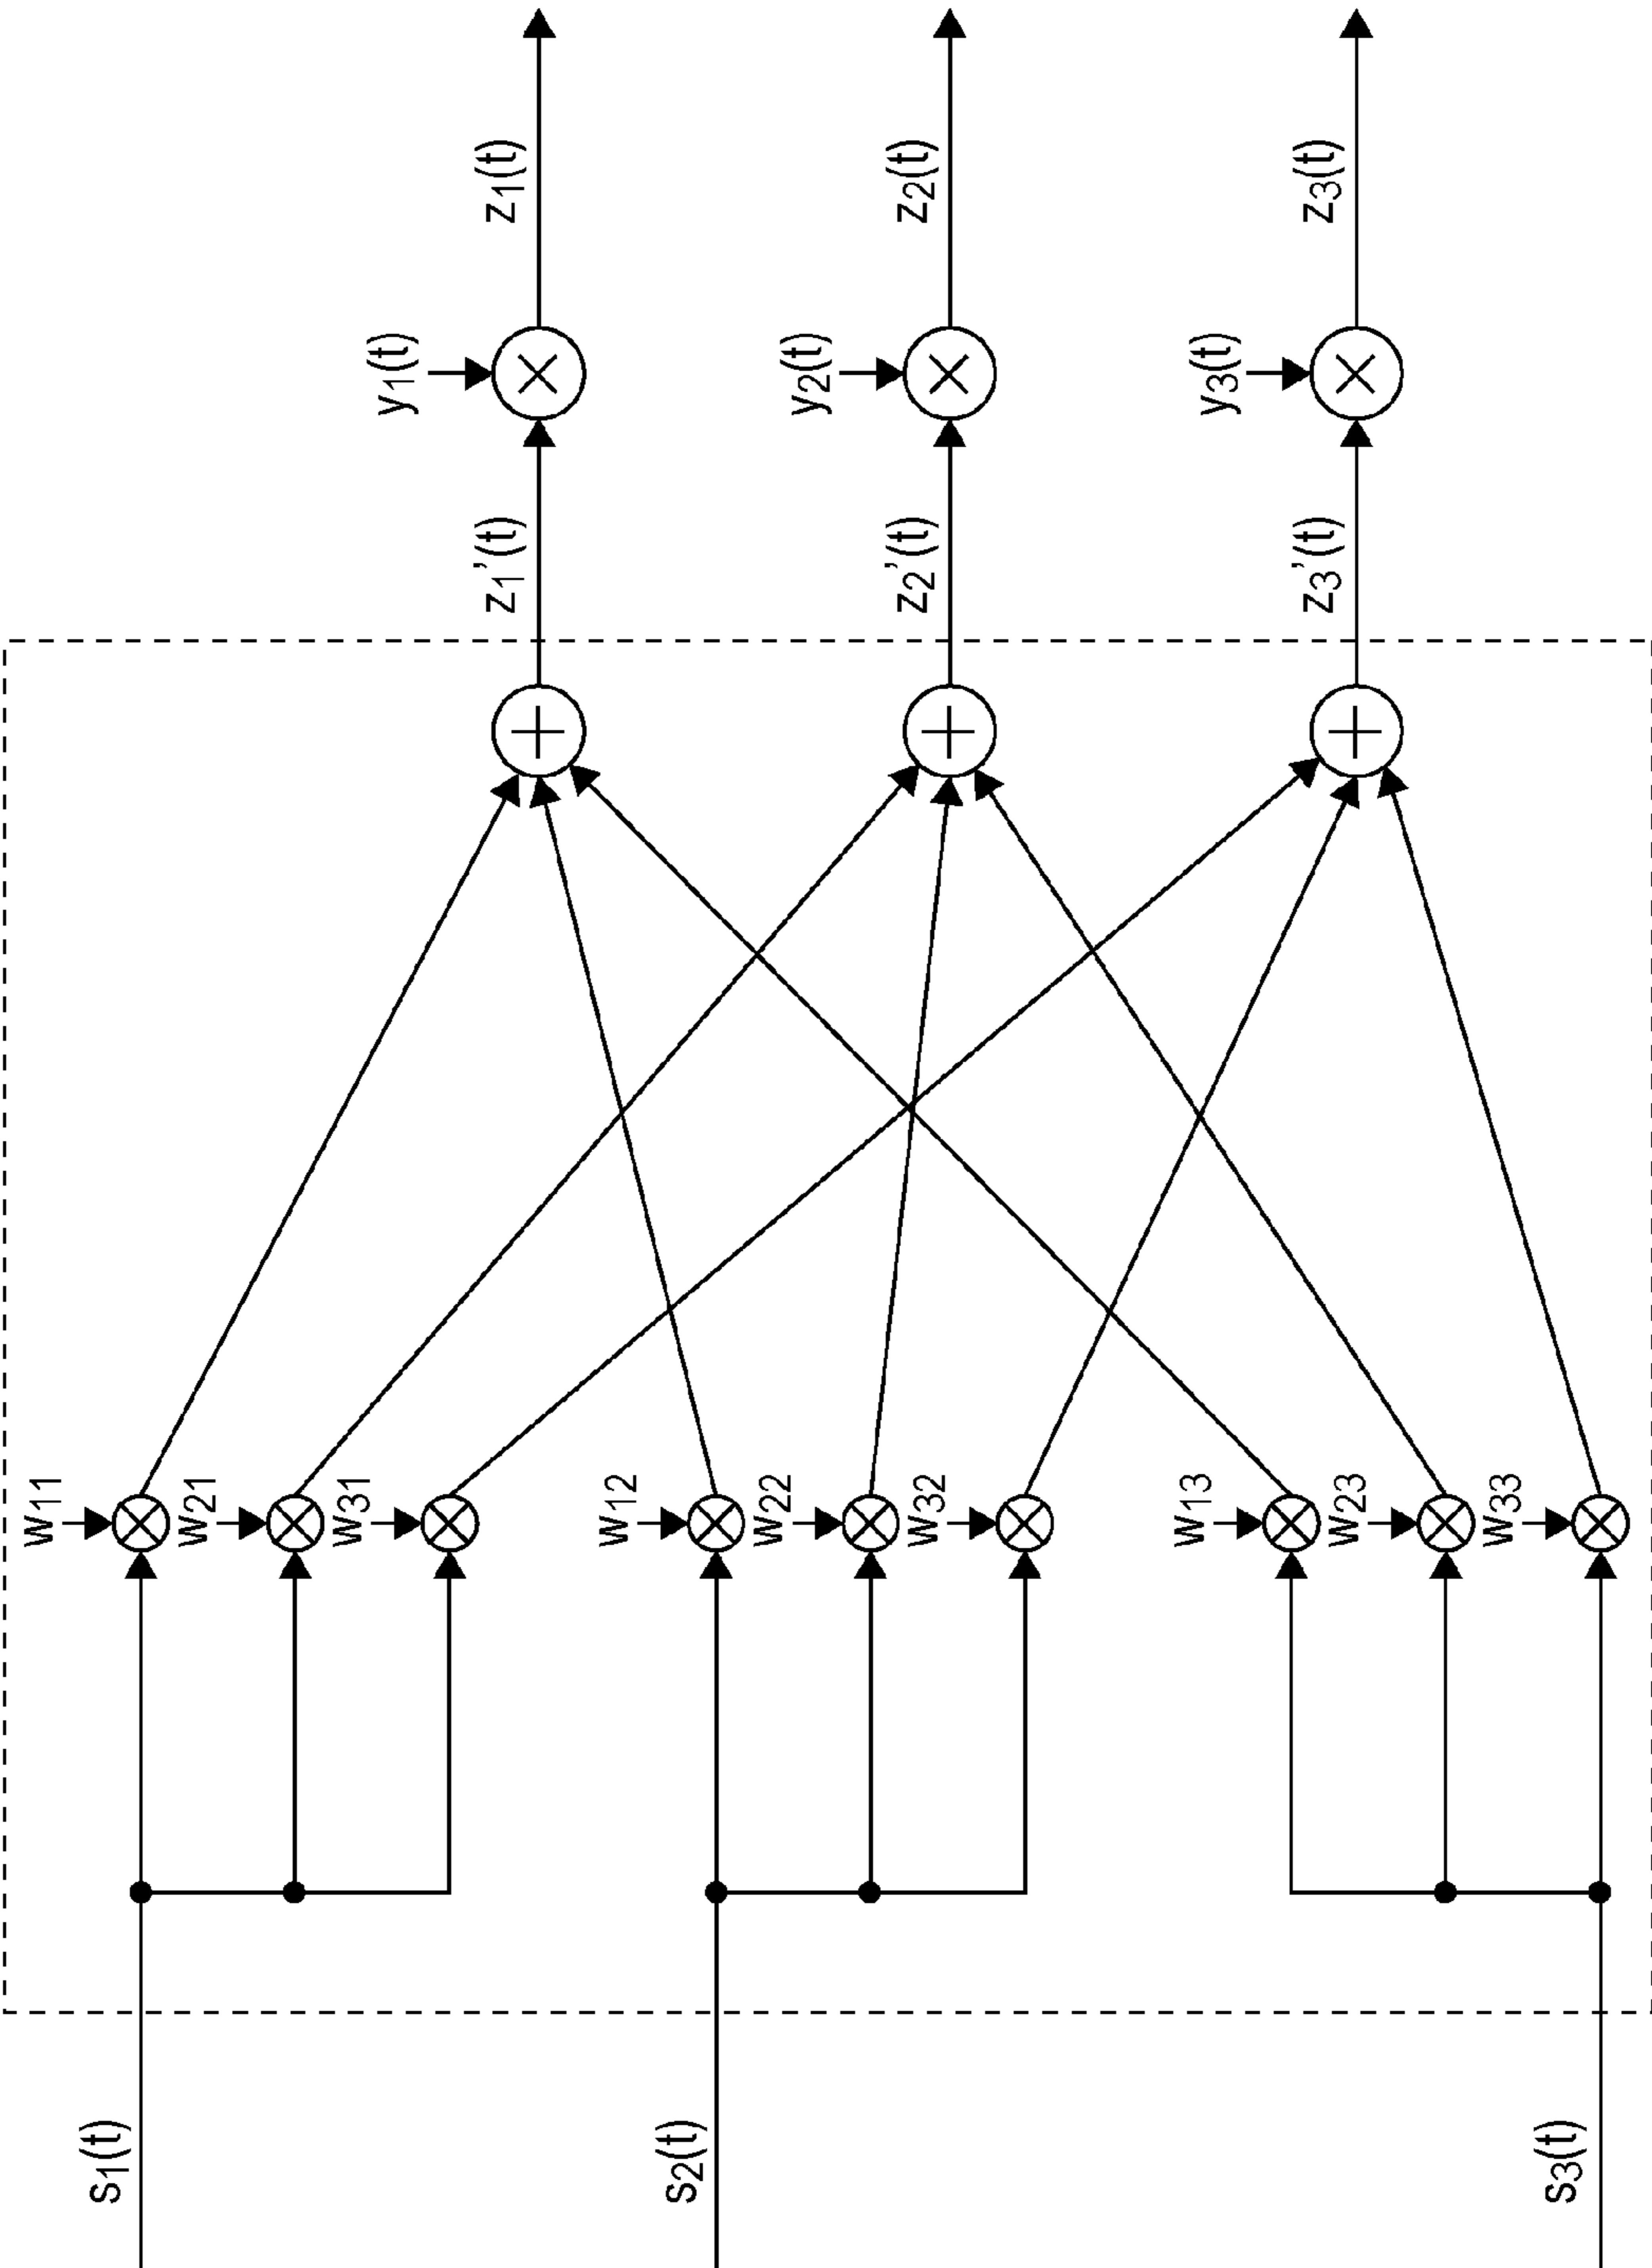 s1(t)
s2(t)
s3(t)
w11
w21
w31
w12
w22
w32
w13
w23
w33
z1'(t)
z2'(t)
z3'(t)
y1(t)
y2(t)
y3(t)
z1(t)
z2(t)
z3(t)